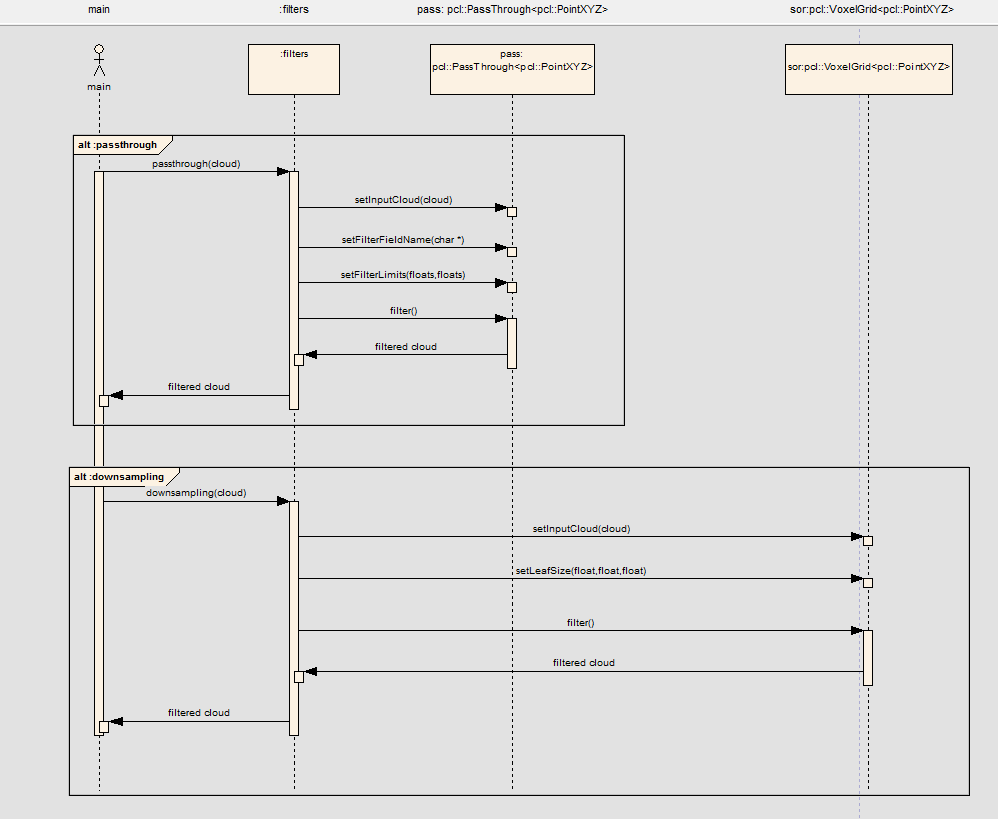 main
:filters
pass: pcl::PassThrough<pcl::PointXYZ>
sor:pcl::VoxelGrid<pcl::PointXYZ>
main
:filters
pass:
pcl::PassThrough<pcl::PointXYZ>
sor:pcl::VoxelGrid<pcl::PointXYZ>
alt :passthrough
passthrough(cloud)
setInputCloud(cloud)
setFilterFieldName(char *)
setFilterLimits(floats,floats)
filter()
filtered cloud
filtered cloud
alt :downsampling
downsampling(cloud)
setInputCloud(cloud)
setLeafSize(float,float,float)
filter()
filtered cloud
filtered cloud